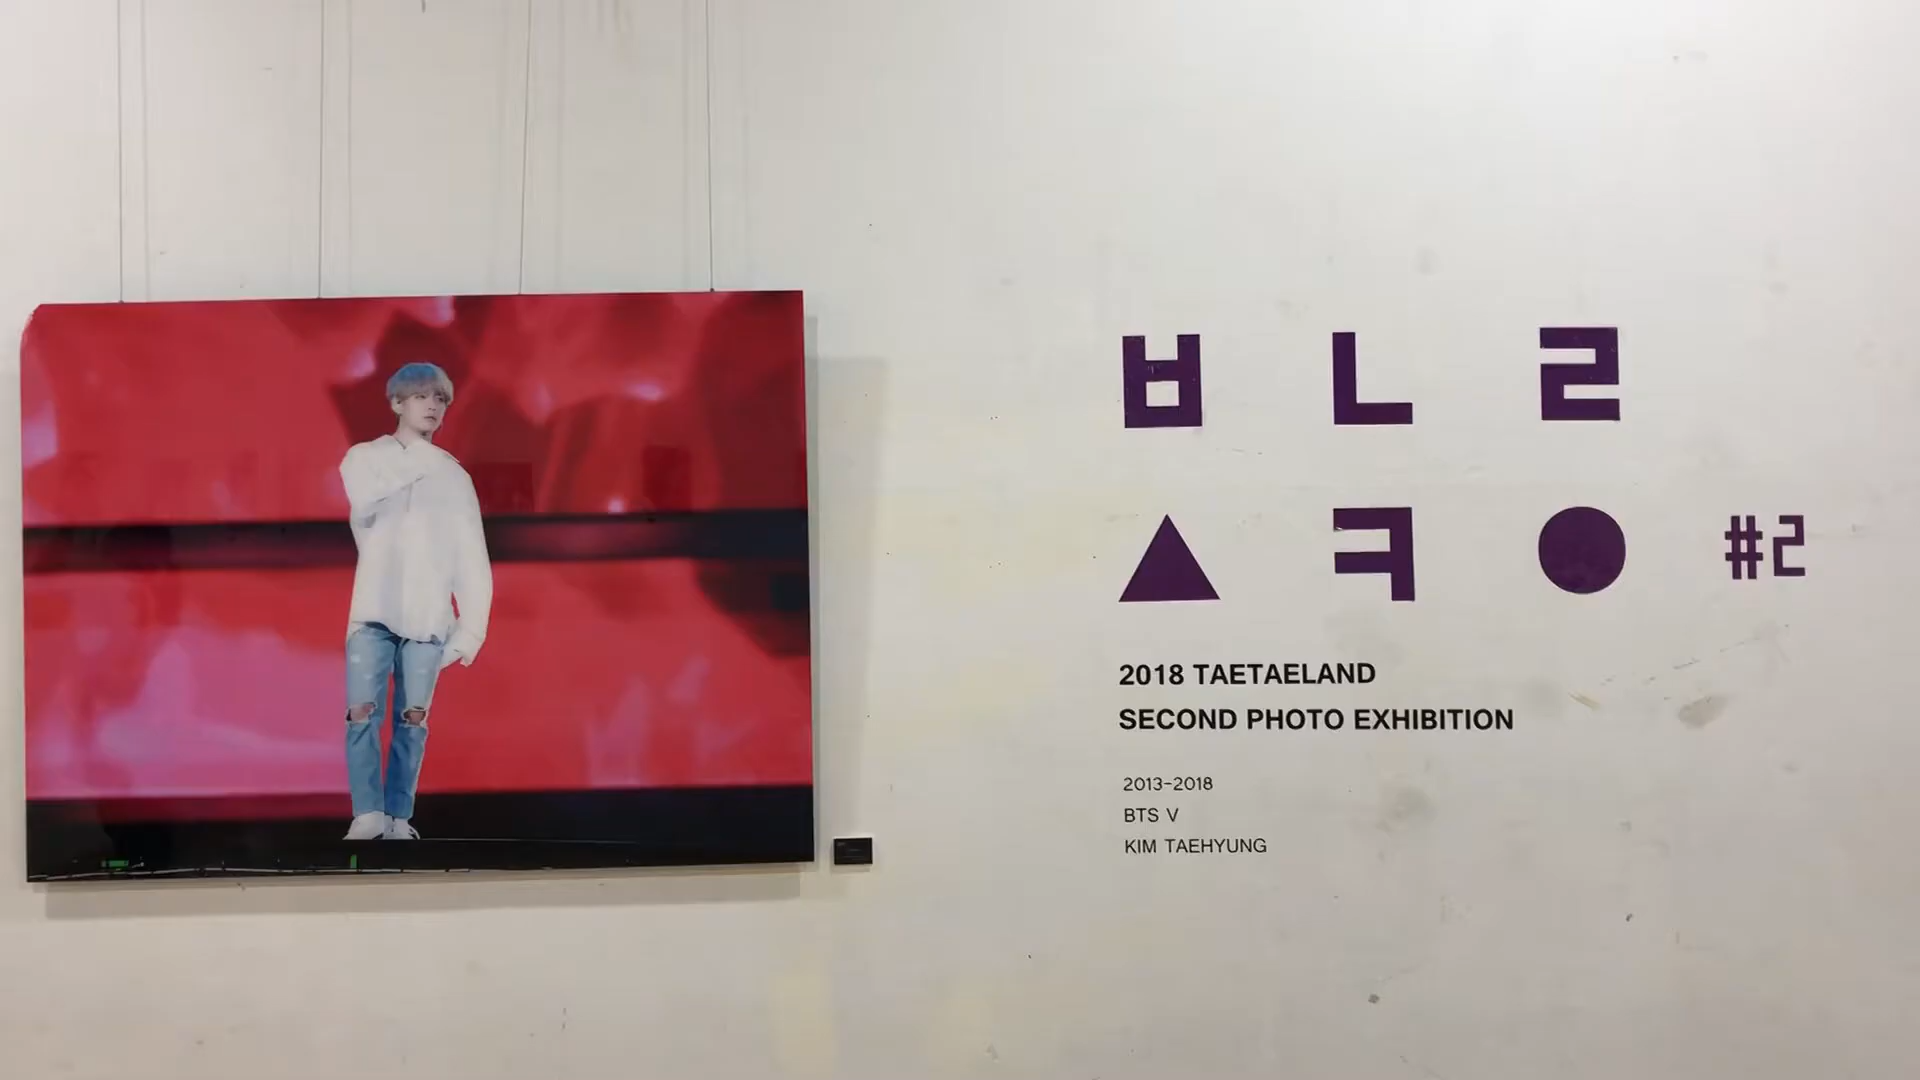 ㅂ ㄴ ㄹ
▲ ㅋ ● #2
2018 TAETAELAND
SECOND PHOTO EXHIBITION
2013-2018
BTS V
KIM TAEHYUNG